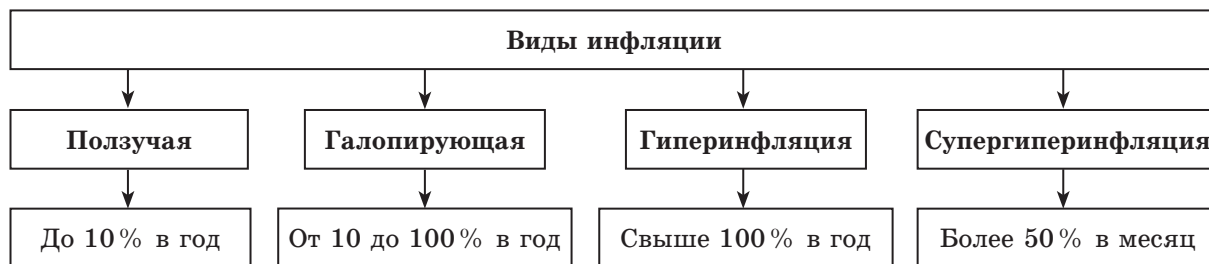 Виды инфляции
Ползучая
Галопирующая
Гиперинфляция
Супергиперинфляция
До 10 % в год
От 10 до 100 % в год
Свыше 100 % в год
Более 50 % в месяц